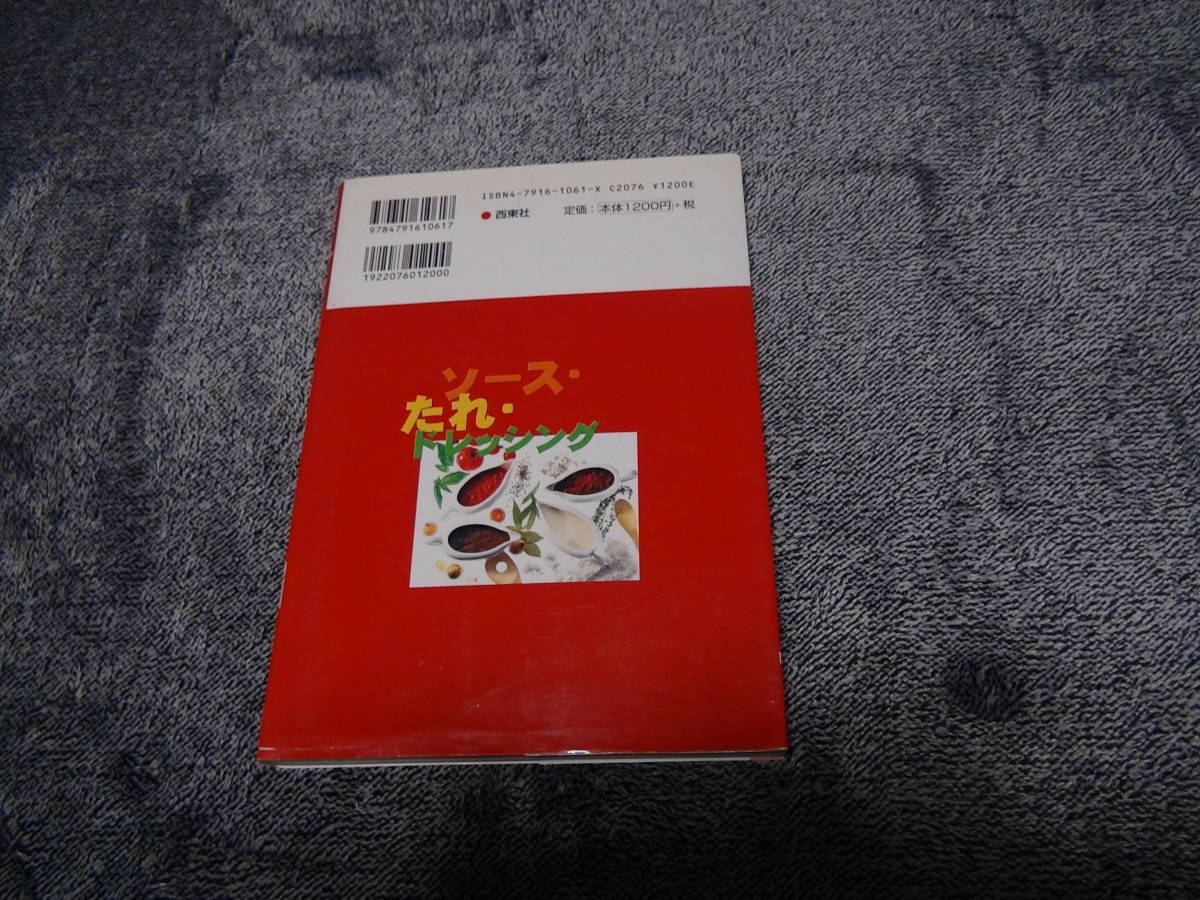 ISBN4-7916-1061-X C2076 ¥1200E
9784791610617
西東社 定価：本体1200円+税
1922076012000
ソース・
たれ・
ドレッシング